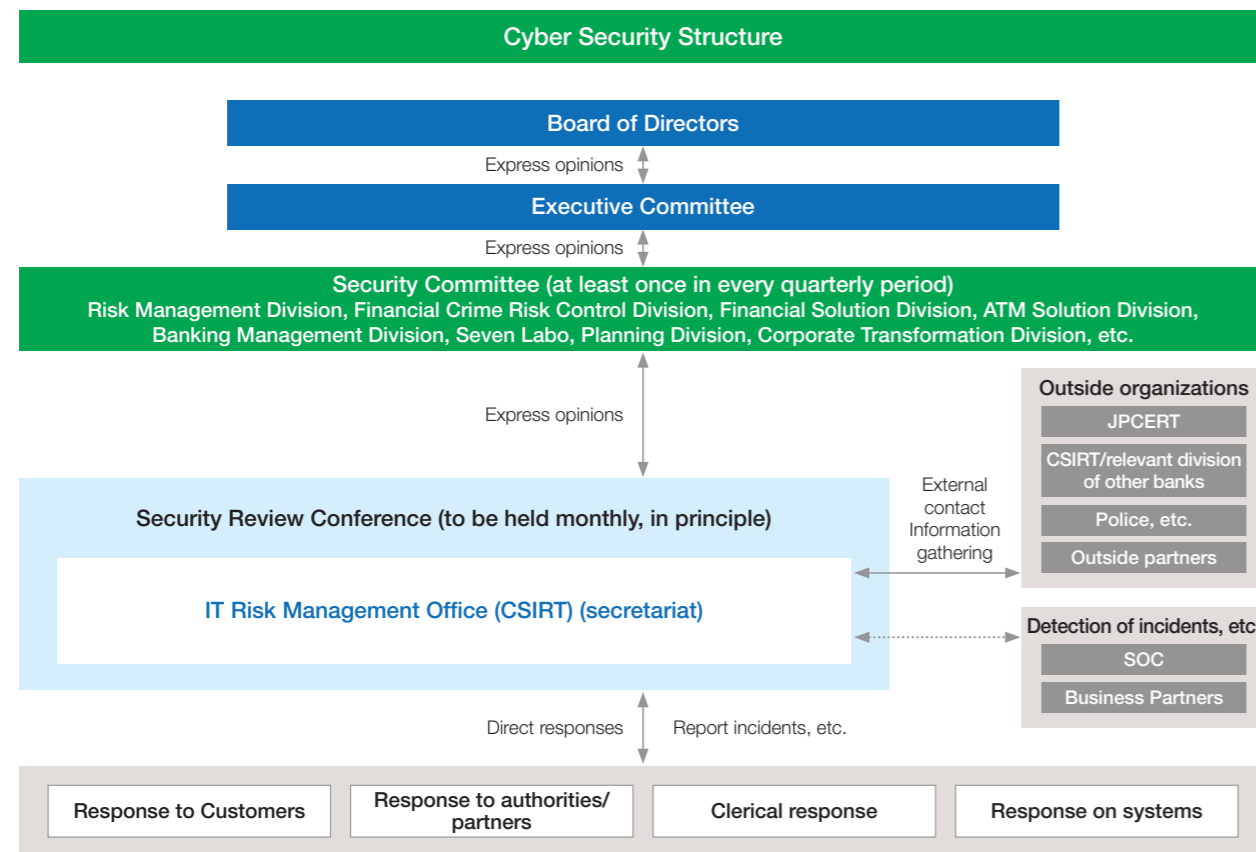 Cyber Security Structure
Board of Directors
Express opinions
Executive Committee
Express opinions
Security Committee (at least once in every quarterly period)
Risk Management Division, Financial Crime Risk Control Division, Financial Solution Division, ATM Solution Division,
Banking Management Division, Seven Labo, Planning Division, Corporate Transformation Division, etc.
Express opinions
Outside organizations
JPCERT
CSIRT/relevant division
of other banks
Police, etc.
Outside partners
External
contact
Information
gathering
Security Review Conference (to be held monthly, in principle)
IT Risk Management Office (CSIRT) (secretariat)
Detection of incidents, etc
SOC
Business Partners
Direct responses
Report incidents, etc.
Response to Customers
Response to authorities/
partners
Clerical response
Response on systems